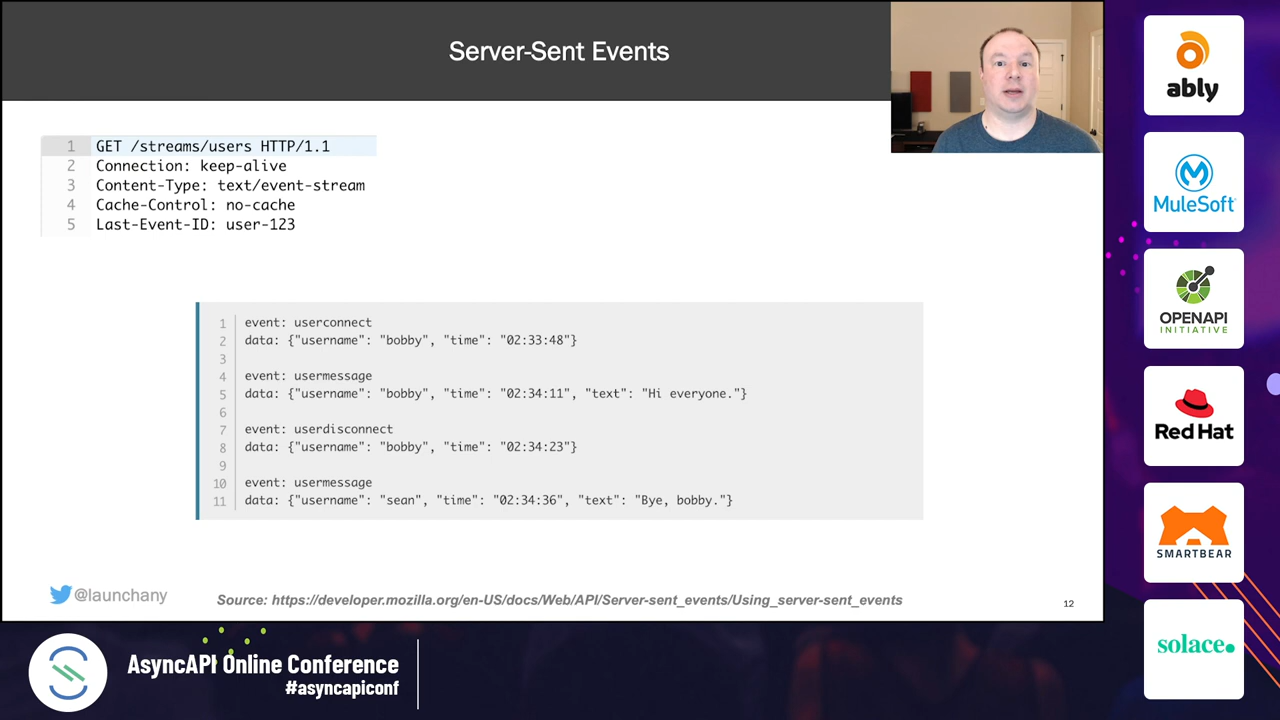 Server-Sent Events
1 GET /streams/users HTTP/1.1
2 Connection: keep-alive
3 Content-Type: text/event-stream
4 Cache-Control: no-cache
5 Last-Event-ID: user-123
1 event: userconnect
2 data: {"username": "bobby", "time": "02:33:48"}
3
4 event: usermessage
5 data: {"username": "bobby", "time": "02:34:11", "text": "Hi everyone."}
6
7 event: userdisconnect
8 data: {"username": "bobby", "time": "02:34:23"}
9
10 event: usermessage
11 data: {"username": "sean", "time": "02:34:36", "text": "Bye, bobby."}
@launchany
Source: https://developer.mozilla.org/en-US/docs/Web/API/Server-sent_events/Using_server-sent_events
12
AsyncAPI Online Conference
#asyncapiconf
ably
MuleSoft
OPENAPI
INITIATIVE
Red Hat
SMARTBEAR
solace.